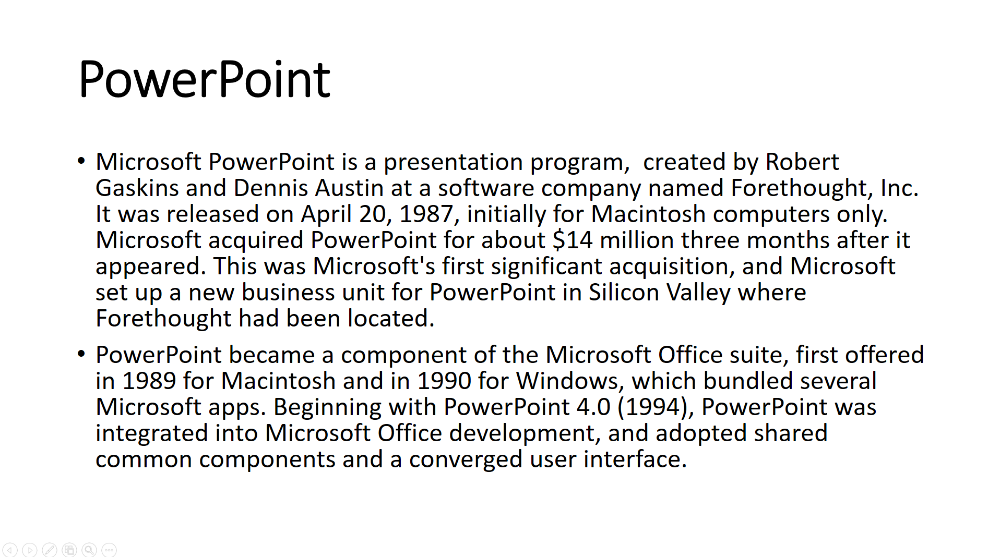 PowerPoint
• Microsoft PowerPoint is a presentation program,  created by Robert
Gaskins and Dennis Austin at a software company named Forethought, Inc.
It was released on April 20, 1987, initially for Macintosh computers only.
Microsoft acquired PowerPoint for about $14 million three months after it
appeared. This was Microsoft's first significant acquisition, and Microsoft
set up a new business unit for PowerPoint in Silicon Valley where
Forethought had been located.
• PowerPoint became a component of the Microsoft Office suite, first offered
in 1989 for Macintosh and in 1990 for Windows, which bundled several
Microsoft apps. Beginning with PowerPoint 4.0 (1994), PowerPoint was
integrated into Microsoft Office development, and adopted shared
common components and a converged user interface.